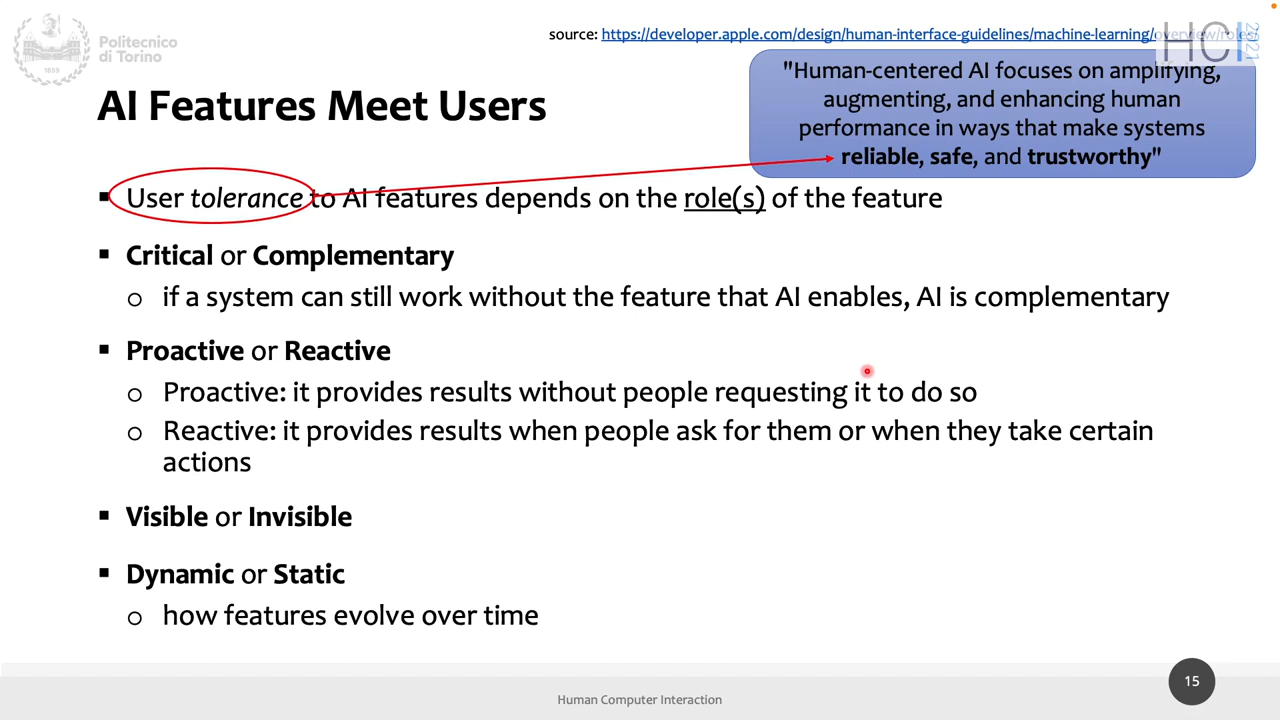 Politecnico
di Torino
1859
source: https://developer.apple.com/design/human-interface-guidelines/machine-learning/overview/roles/
HCI
2021
"Human-centered AI focuses on amplifying,
augmenting, and enhancing human
performance in ways that make systems
reliable, safe, and trustworthy"
AI Features Meet Users
▪ User tolerance to AI features depends on the role(s) of the feature
▪ Critical or Complementary
o if a system can still work without the feature that AI enables, AI is complementary
▪ Proactive or Reactive
o Proactive: it provides results without people requesting it to do so
o Reactive: it provides results when people ask for them or when they take certain
actions
▪ Visible or Invisible
▪ Dynamic or Static
o how features evolve over time
Human Computer Interaction
15